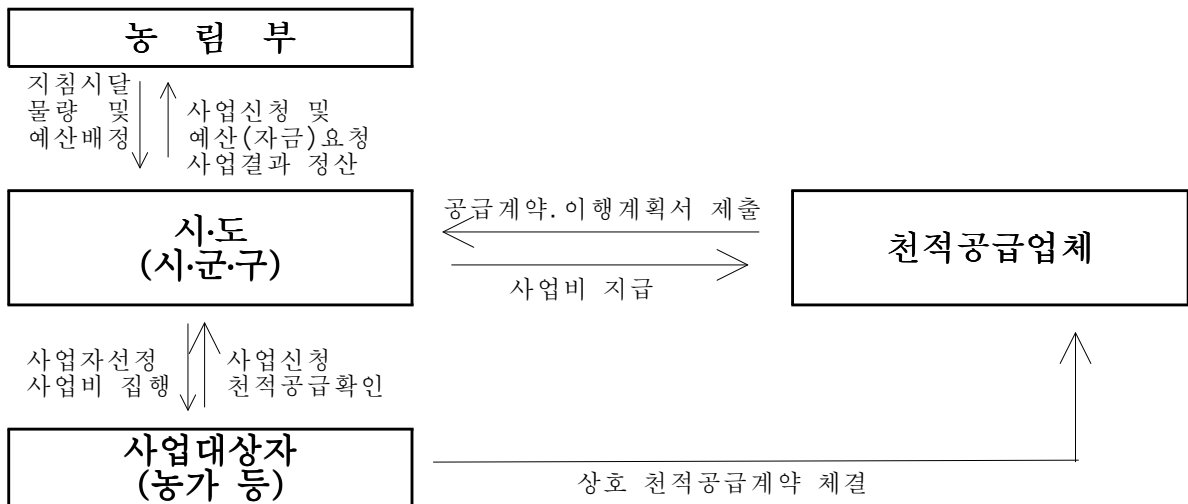 농 림 부
지침시달
물량 및
예산배정
사업신청 및
예산(자금)요청
사업결과 정산
시·도
(시·군·구)
공급계약.이행계획서 제출
사업비 지급
천적공급업체
사업자선정
사업비 집행
사업신청
천적공급확인
사업대상자
(농가 등)
상호 천적공급계약 체결